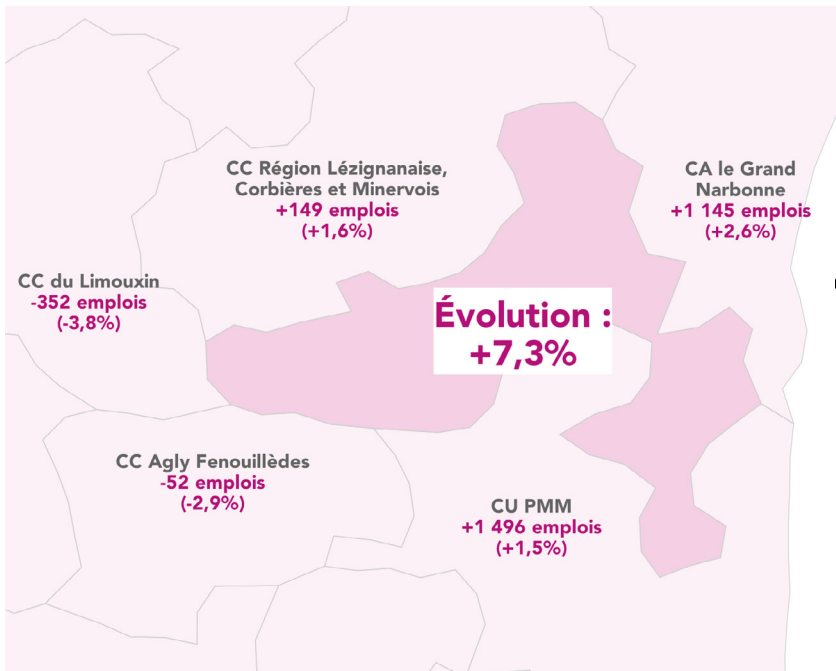 CC Région Lézignanaise,
Corbières et Minervois
+149 emplois
(+1,6%)
CA le Grand
Narbonne
+1 145 emplois
(+2,6%)
CC du Limouxin
-352 emplois
(-3,8%)
Évolution :
+7,3%
CC Agly Fenouillèdes
-52 emplois
(-2,9%)
CU PMM
+1 496 emplois
(+1,5%)